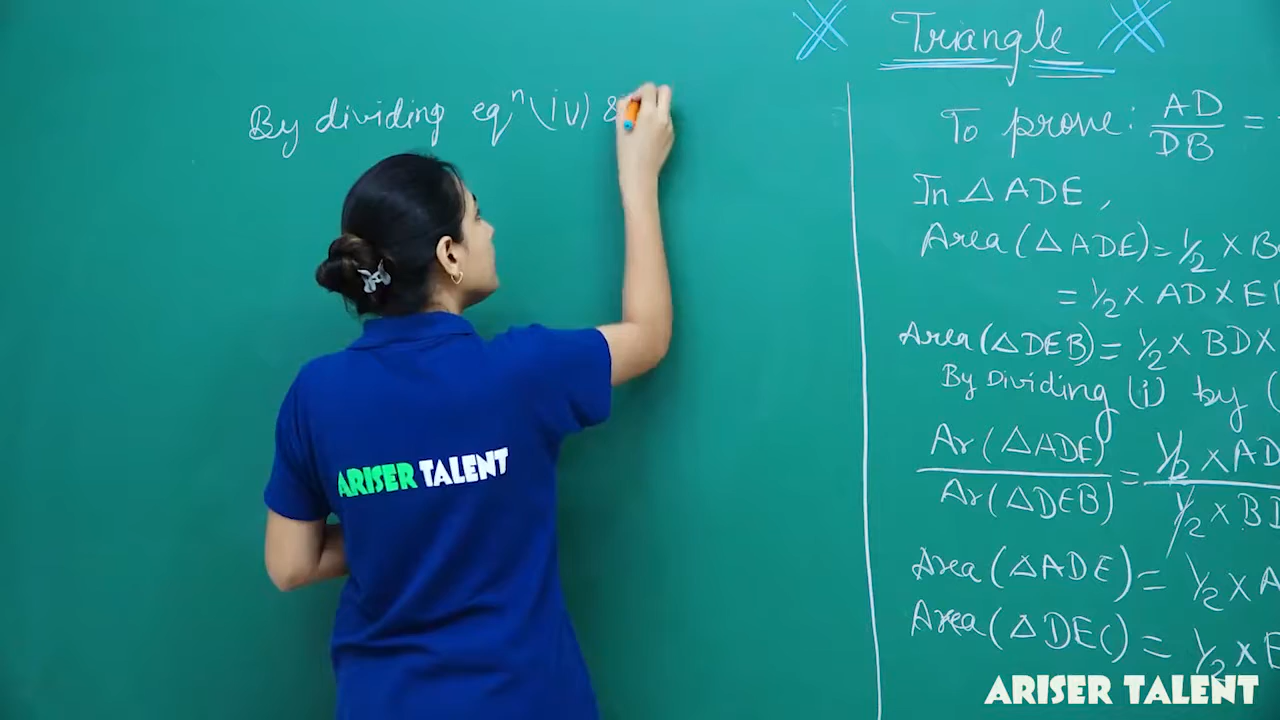 Triangle
By dividing eqⁿ (iv) &
To prove: AD/DB =
In △ADE,
Area (△ADE) = 1/2 × B
= 1/2 × AD × E
Area (△DEB) = 1/2 × BD ×
By Dividing (i) by (
Ar (△ADE) / Ar (△DEB) = 1/2 × AD / 1/2 × BD
Area (△ADE) = 1/2 × A
Area (△DEC) = 1/2 × E
ARISER TALENT
ARISER TALENT